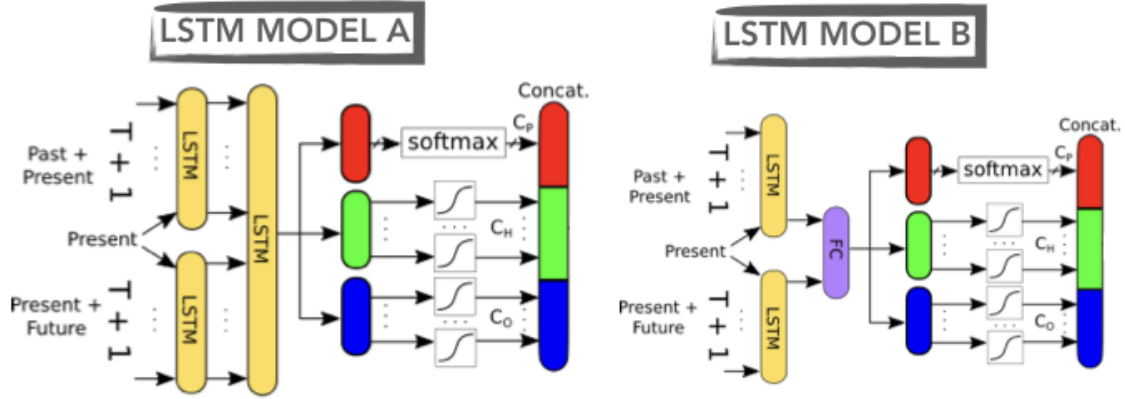 LSTM MODEL A
Past +
Present
T + 1
LSTM
Present
Present +
Future
T + 1
LSTM
LSTM
softmax
C_P
C_H
C_O
Concat.
LSTM MODEL B
Past +
Present
T + 1
LSTM
Present
Present +
Future
T + 1
LSTM
FC
softmax
C_P
C_H
C_O
Concat.